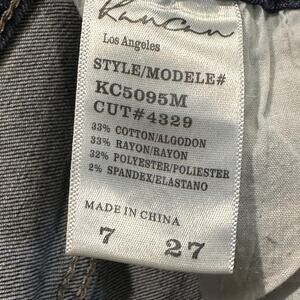 KanCan
Los Angeles
STYLE/MODELE#
KC5095M
CUT#4329
33% COTTON/ALGODON
33% RAYON/RAYON
32% POLYESTER/POLIESTER
2% SPANDEX/ELASTANO
MADE IN CHINA
7 27